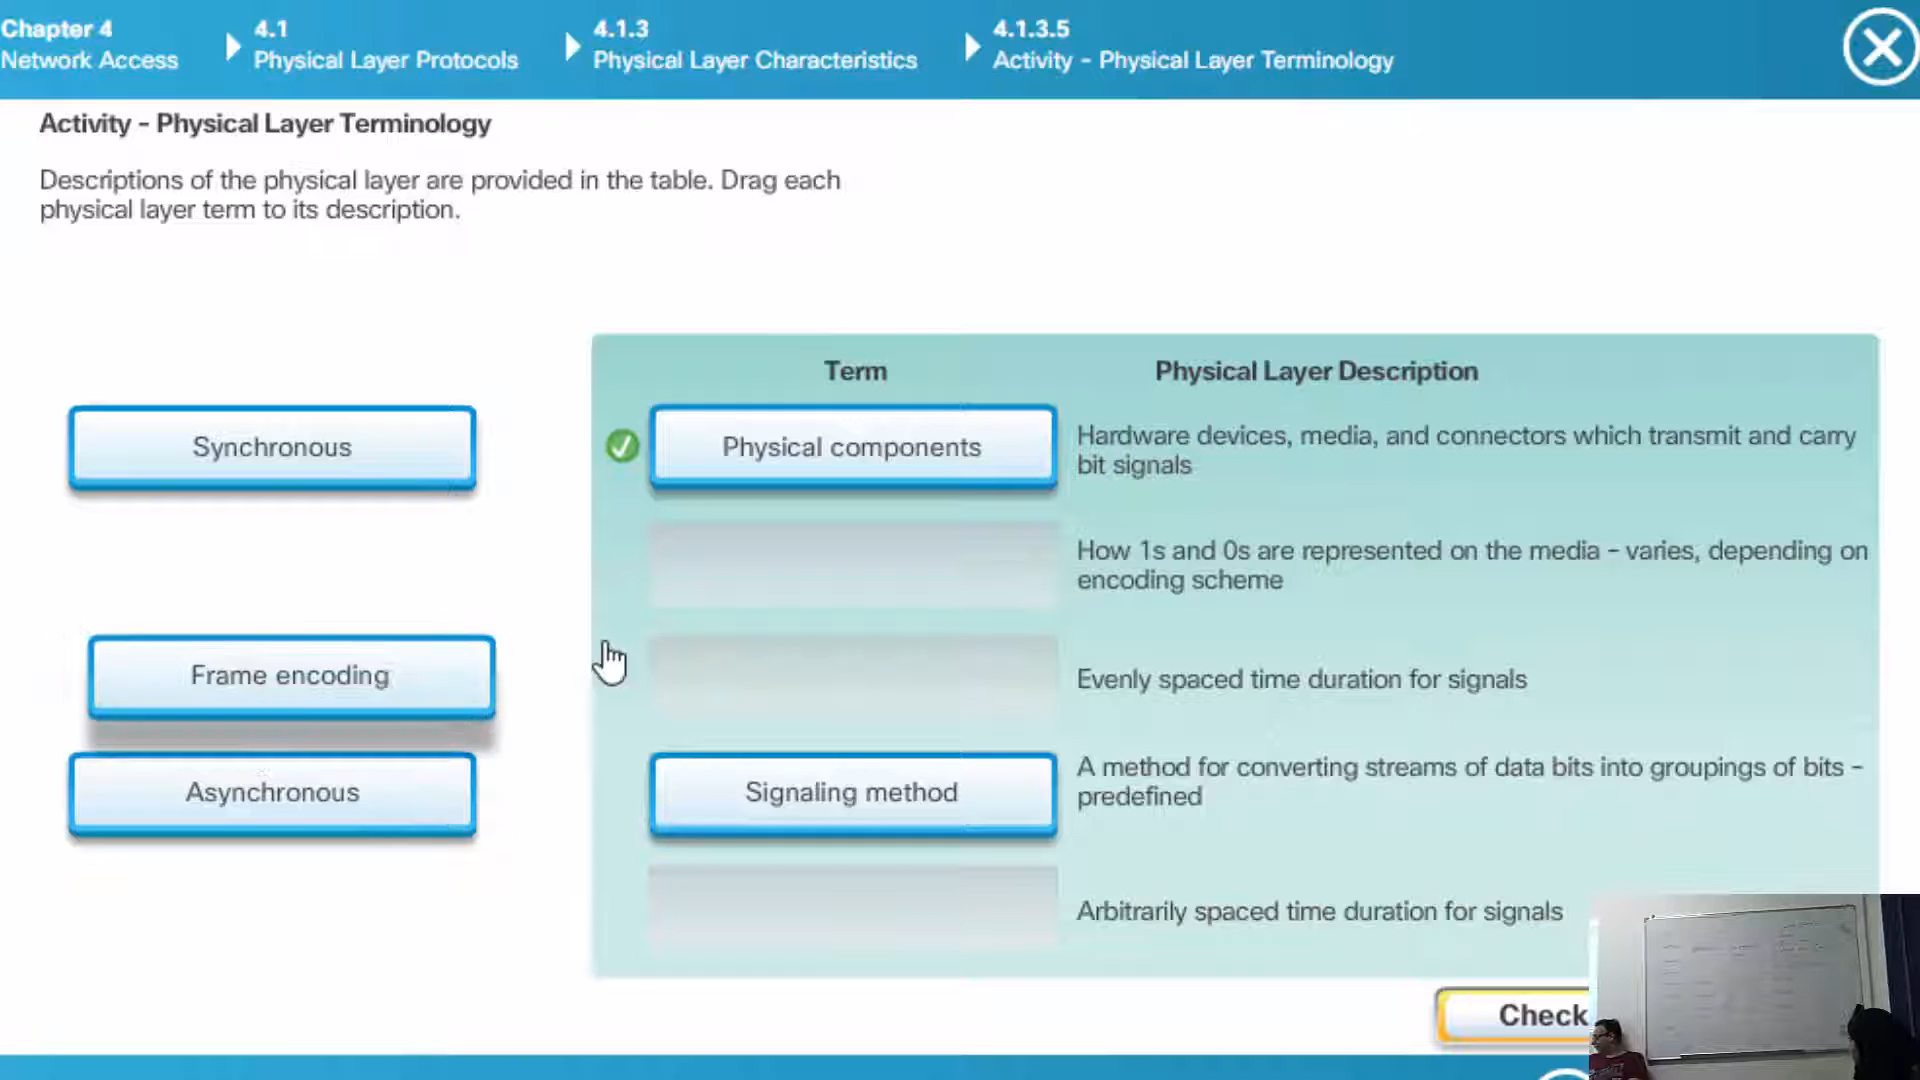 Chapter 4
Network Access
4.1
Physical Layer Protocols
4.1.3
Physical Layer Characteristics
4.1.3.5
Activity - Physical Layer Terminology
Activity - Physical Layer Terminology
Descriptions of the physical layer are provided in the table. Drag each
physical layer term to its description.
Term
Physical Layer Description
Synchronous
Physical components
Hardware devices, media, and connectors which transmit and carry
bit signals
How 1s and 0s are represented on the media - varies, depending on
encoding scheme
Frame encoding
Evenly spaced time duration for signals
Asynchronous
Signaling method
A method for converting streams of data bits into groupings of bits -
predefined
Arbitrarily spaced time duration for signals
Check